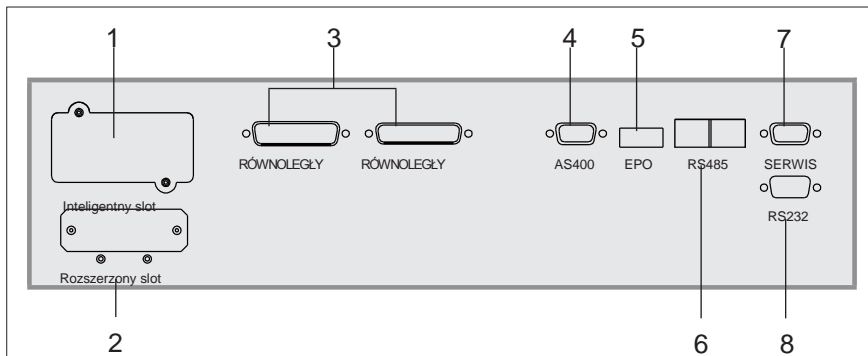 1
3
4
5
7
RÓWNOLEGŁY
RÓWNOLEGŁY
AS400
EPO
RS485
SERWIS
Inteligentny slot
RS232
Rozszerzony slot
2
6
8